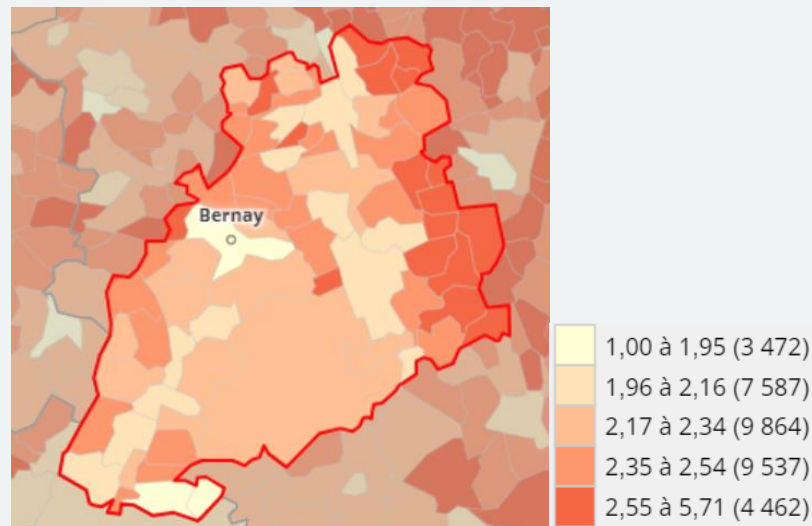 Bernay
1,00 à 1,95 (3 472)
1,96 à 2,16 (7 587)
2,17 à 2,34 (9 864)
2,35 à 2,54 (9 537)
2,55 à 5,71 (4 462)